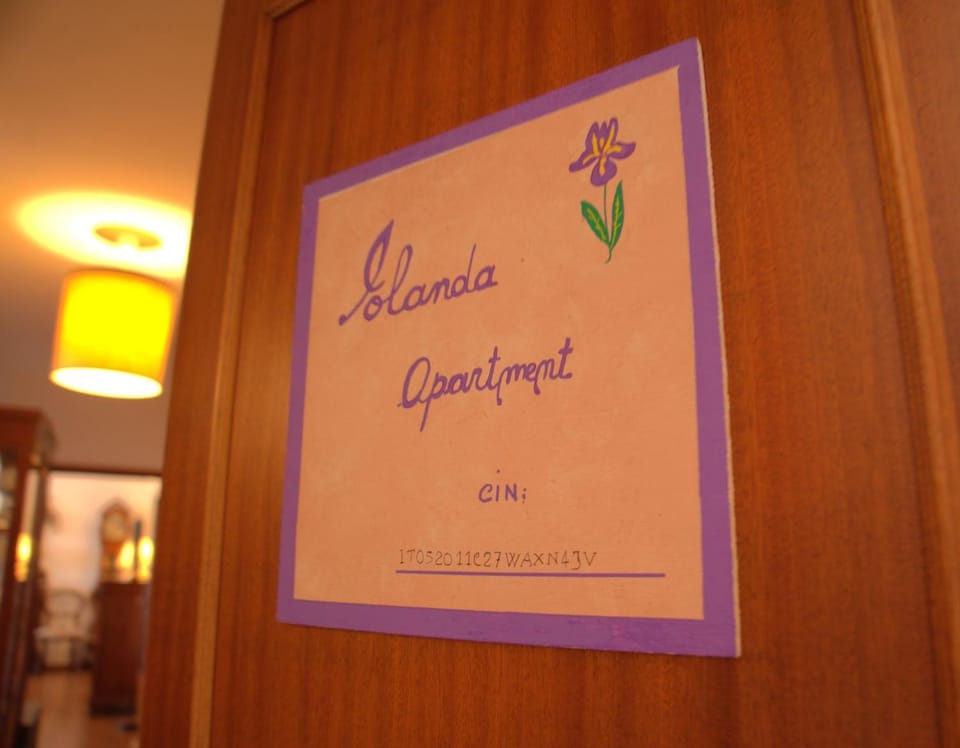 Iolanda
Apartment
CiN:
IT052011C27WAXN4JV